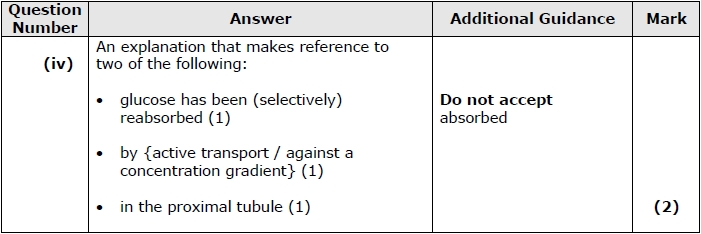 Question Number
Answer
Additional Guidance
Mark
(iv)
An explanation that makes reference to
two of the following:
• glucose has been (selectively)
reabsorbed (1)
Do not accept
absorbed
• by {active transport / against a
concentration gradient} (1)
• in the proximal tubule (1)
(2)